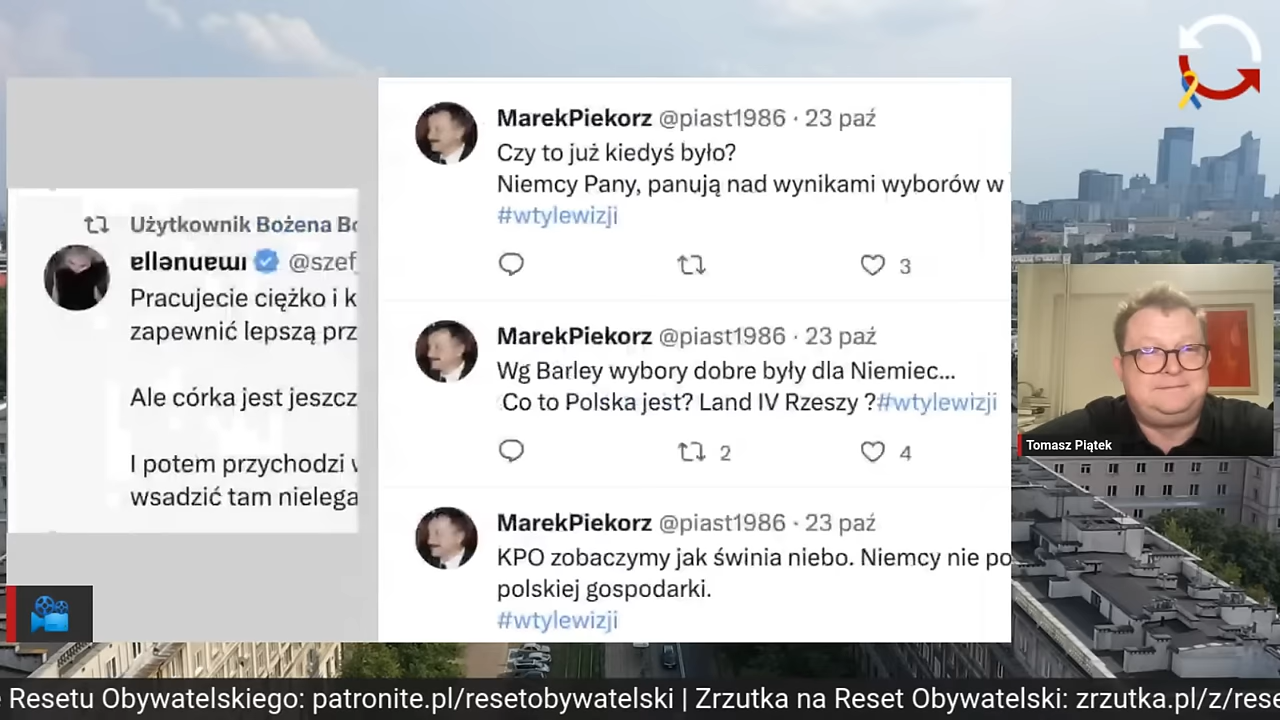 Użytkownik Bożena Bo
ɐllǝnuɐɯı @szef_
Pracujecie ciężko i k
zapewnić lepszą prz
Ale córka jest jeszcz
I potem przychodzi w
wsadzić tam nielega
MarekPiekorz @piast1986 · 23 paź
Czy to już kiedyś było?
Niemcy Pany, panują nad wynikami wyborów w
#wtylewizji
3
MarekPiekorz @piast1986 · 23 paź
Wg Barley wybory dobre były dla Niemiec...
Co to Polska jest? Land IV Rzeszy ?#wtylewizji
2 4
MarekPiekorz @piast1986 · 23 paź
KPO zobaczymy jak świnia niebo. Niemcy nie po
polskiej gospodarki.
#wtylewizji
Tomasz Piątek
e Resetu Obywatelskiego: patronite.pl/resetobywatelski | Zrzutka na Reset Obywatelski: zrzutka.pl/z/rese